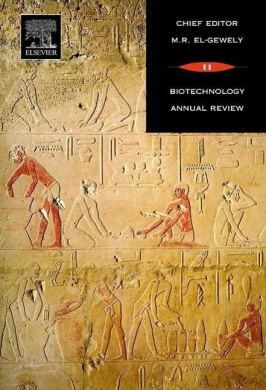 ELSEVIER
CHIEF EDITOR
M.R. EL-GEWELY
11
BIOTECHNOLOGY
ANNUAL REVIEW